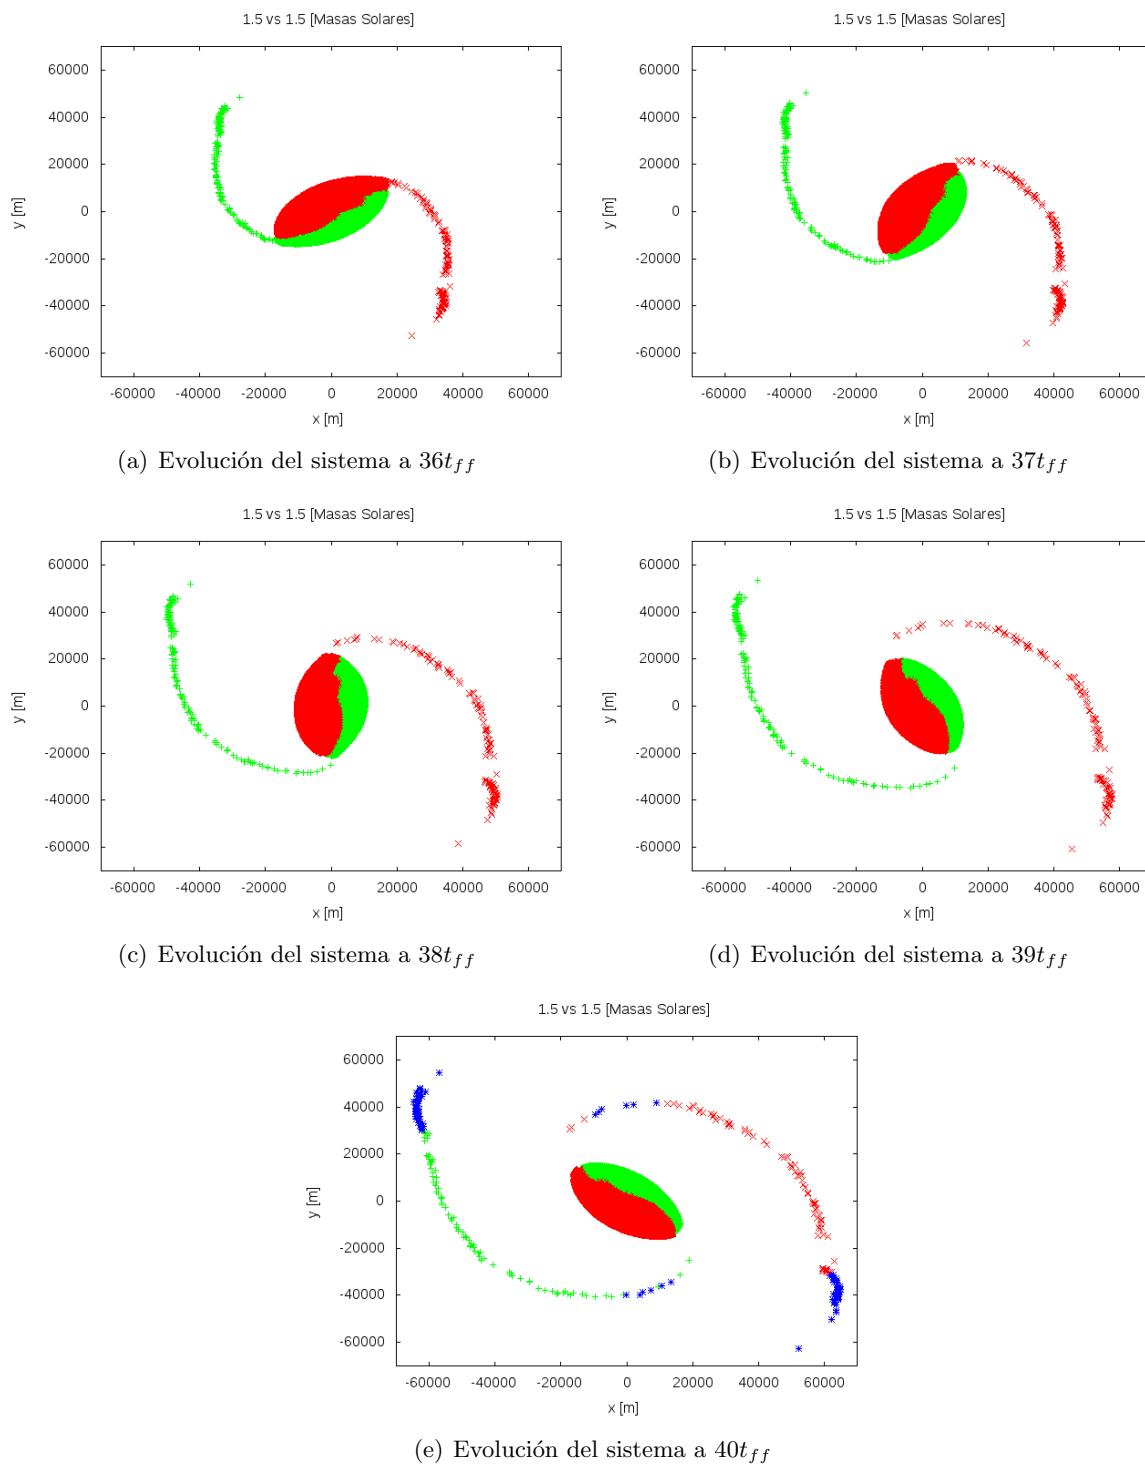 1.5 vs 1.5 [Masas Solares]
60000
40000
20000
0
-20000
-40000
-60000
y [m]
-60000 -40000 -20000 0 20000 40000 60000
x [m]
(a) Evolución del sistema a 36t_{ff}
1.5 vs 1.5 [Masas Solares]
60000
40000
20000
0
-20000
-40000
-60000
y [m]
-60000 -40000 -20000 0 20000 40000 60000
x [m]
(b) Evolución del sistema a 37t_{ff}
1.5 vs 1.5 [Masas Solares]
60000
40000
20000
0
-20000
-40000
-60000
y [m]
-60000 -40000 -20000 0 20000 40000 60000
x [m]
(c) Evolución del sistema a 38t_{ff}
1.5 vs 1.5 [Masas Solares]
60000
40000
20000
0
-20000
-40000
-60000
y [m]
-60000 -40000 -20000 0 20000 40000 60000
x [m]
(d) Evolución del sistema a 39t_{ff}
1.5 vs 1.5 [Masas Solares]
60000
40000
20000
0
-20000
-40000
-60000
y [m]
-60000 -40000 -20000 0 20000 40000 60000
x [m]
(e) Evolución del sistema a 40t_{ff}